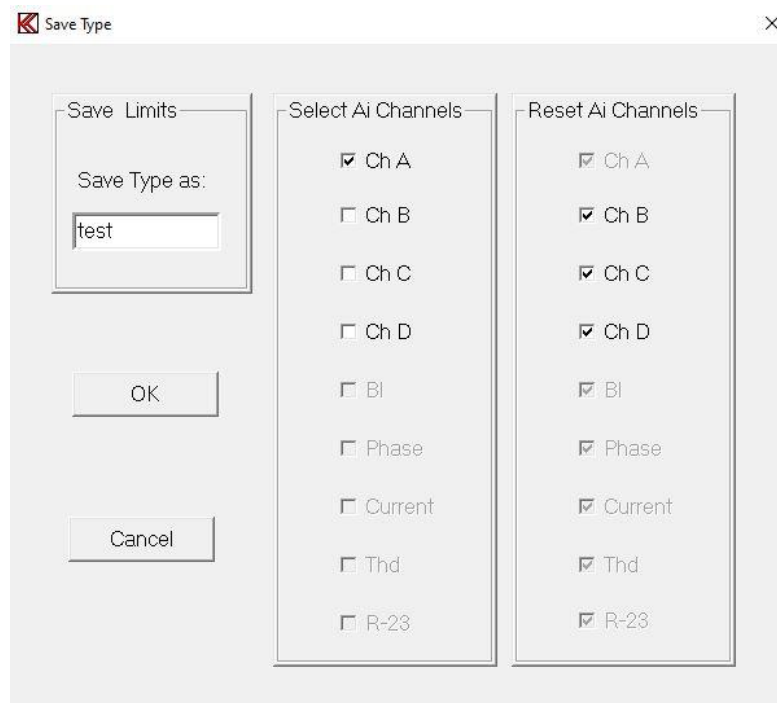 Save Type
Save Limits
Save Type as:
test
OK
Cancel
Select Ai Channels
Ch A
Ch B
Ch C
Ch D
Bl
Phase
Current
Thd
R-23
Reset Ai Channels
Ch A
Ch B
Ch C
Ch D
Bl
Phase
Current
Thd
R-23